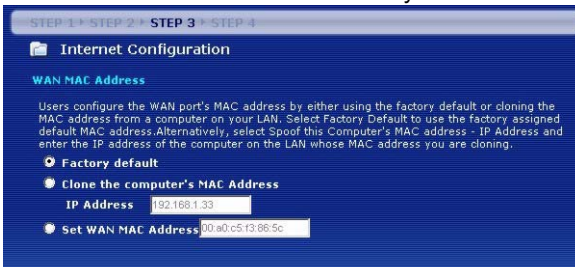 STEP 1 STEP 2 STEP 3 STEP 4
Internet Configuration
WAN MAC Address
Users configure the WAN port's MAC address by either using the factory default or cloning the
MAC address from a computer on your LAN. Select Factory Default to use the factory assigned
default MAC address.Alternatively, select Spoof this Computer's MAC address - IP Address and
enter the IP address of the computer on the LAN whose MAC address you are cloning.
Factory default
Clone the computer's MAC Address
IP Address 192.168.1.33
Set WAN MAC Address 00:a0:c5:f3:86:5c